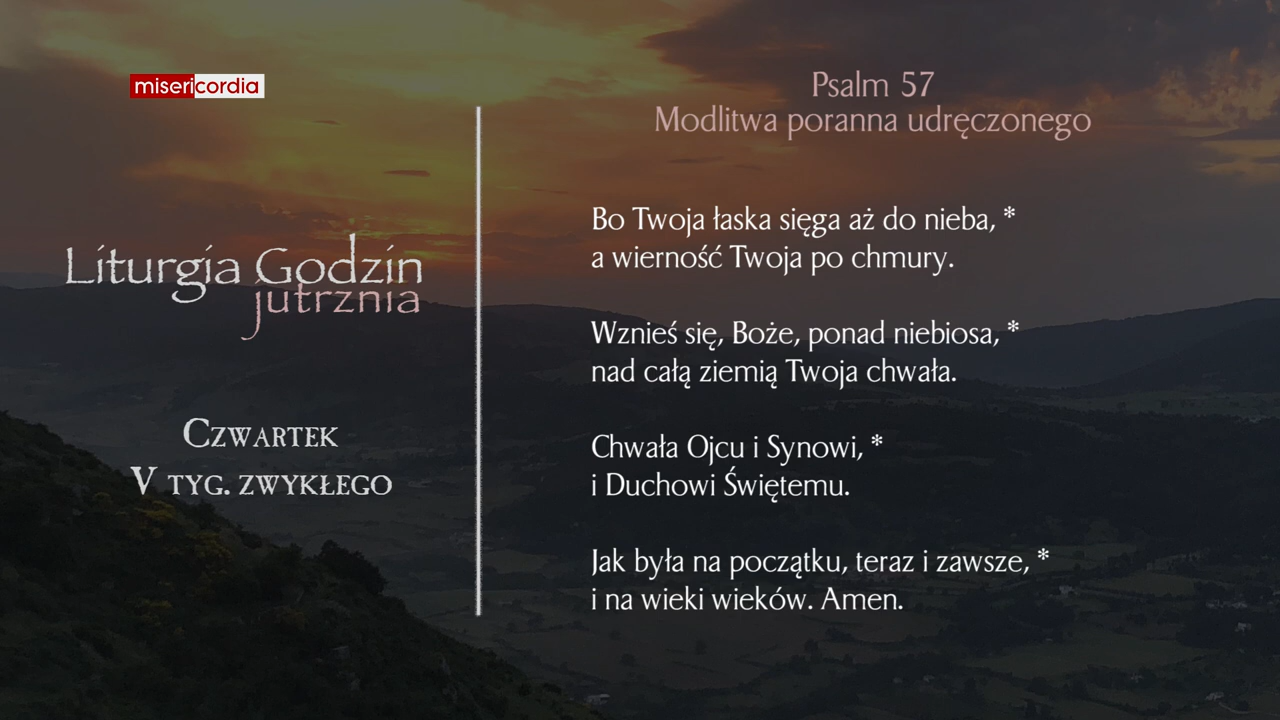 misericordia
Liturgia Godzin
jutrznia
Czwartek
V tyg. zwykłego
Psalm 57
Modlitwa poranna udręczonego
Bo Twoja łaska sięga aż do nieba, *
a wierność Twoja po chmury.
Wznieś się, Boże, ponad niebiosa, *
nad całą ziemią Twoja chwała.
Chwała Ojcu i Synowi, *
i Duchowi Świętemu.
Jak była na początku, teraz i zawsze, *
i na wieki wieków. Amen.